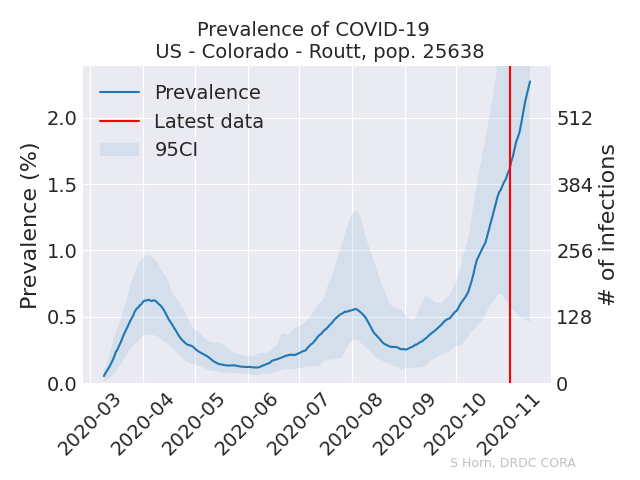 Prevalence of COVID-19
US - Colorado - Routt, pop. 25638
Prevalence
Latest data
95CI
Prevalence (%)
2.0
1.5
1.0
0.5
0.0
512
384
256
128
0
# of infections
2020-03
2020-04
2020-05
2020-06
2020-07
2020-08
2020-09
2020-10
2020-11
S Horn, DRDC CORA